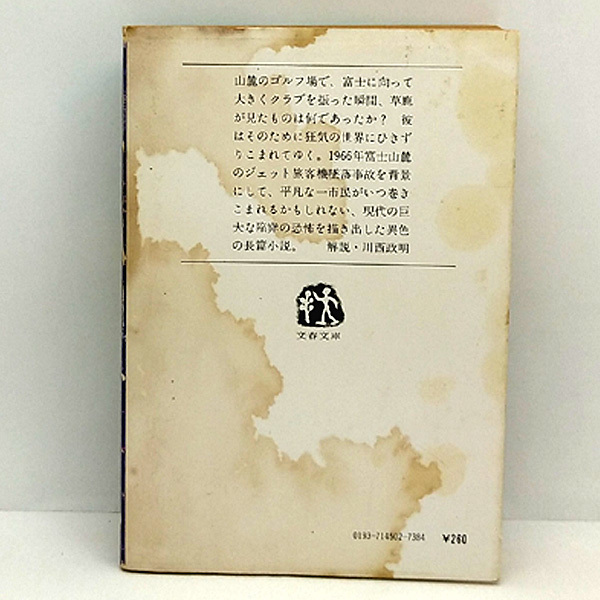 山麓のゴルフ場で、富士に向って
大きくクラブを振った瞬間、草鹿
が見たものは何であったか？　彼
はそのために狂気の世界にひきず
りこまれてゆく。1966年富士山麓
のジェット旅客機墜落事故を背景
にして、平凡な一市民がいつ巻き
こまれるかもしれない、現代の巨
大な陥穽の恐怖を描き出した異色
の長篇小説。　　解説・川西政明
文春文庫
0193-714502-7384　¥260